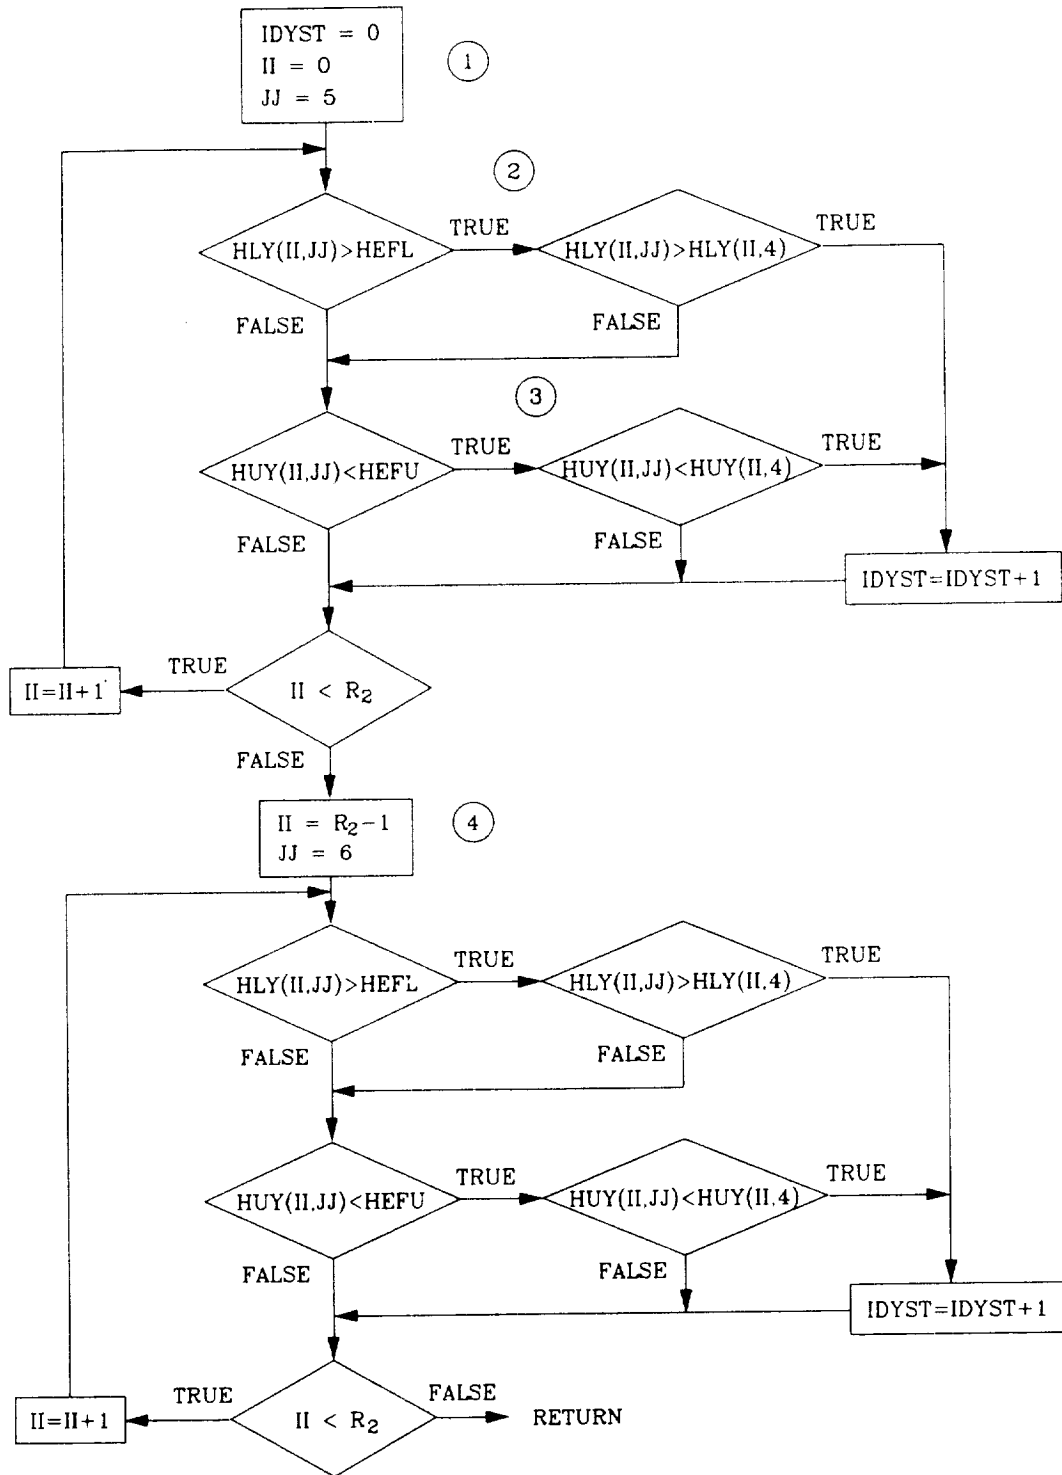 IDYST = 0
II = 0
JJ = 5
1
2
HLY(II,JJ)>HEFL
TRUE
HLY(II,JJ)>HLY(II,4)
TRUE
FALSE
FALSE
3
HUY(II,JJ)<HEFU
TRUE
HUY(II,JJ)<HUY(II,4)
TRUE
FALSE
FALSE
IDYST=IDYST+1
II=II+1
TRUE
II < R₂
FALSE
II = R₂-1
JJ = 6
4
HLY(II,JJ)>HEFL
TRUE
HLY(II,JJ)>HLY(II,4)
TRUE
FALSE
FALSE
HUY(II,JJ)<HEFU
TRUE
HUY(II,JJ)<HUY(II,4)
TRUE
FALSE
FALSE
IDYST=IDYST+1
II=II+1
TRUE
II < R₂
FALSE
RETURN